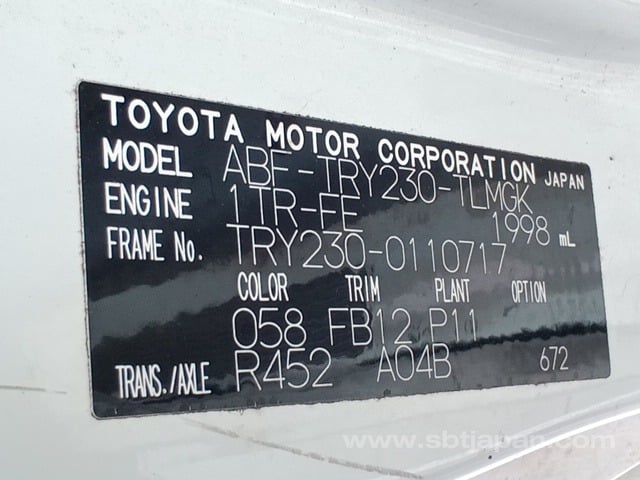 TOYOTA MOTOR CORPORATION JAPAN
MODEL ABF-TRY230-TLMGK
ENGINE 1TR-FE 1998 mL
FRAME No. TRY230-0110717
COLOR TRIM PLANT OPTION
058 FB12 P11
TRANS./AXLE R452 A04B 672
www.sbtjapan.com